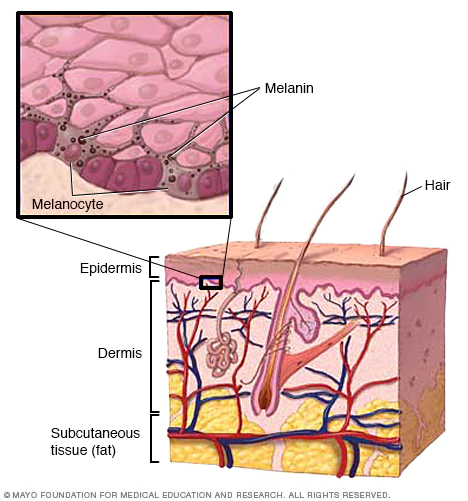 Melanin
Hair
Melanocyte
Epidermis
Dermis
Subcutaneous
tissue (fat)
© MAYO FOUNDATION FOR MEDICAL EDUCATION AND RESEARCH. ALL RIGHTS RESERVED.